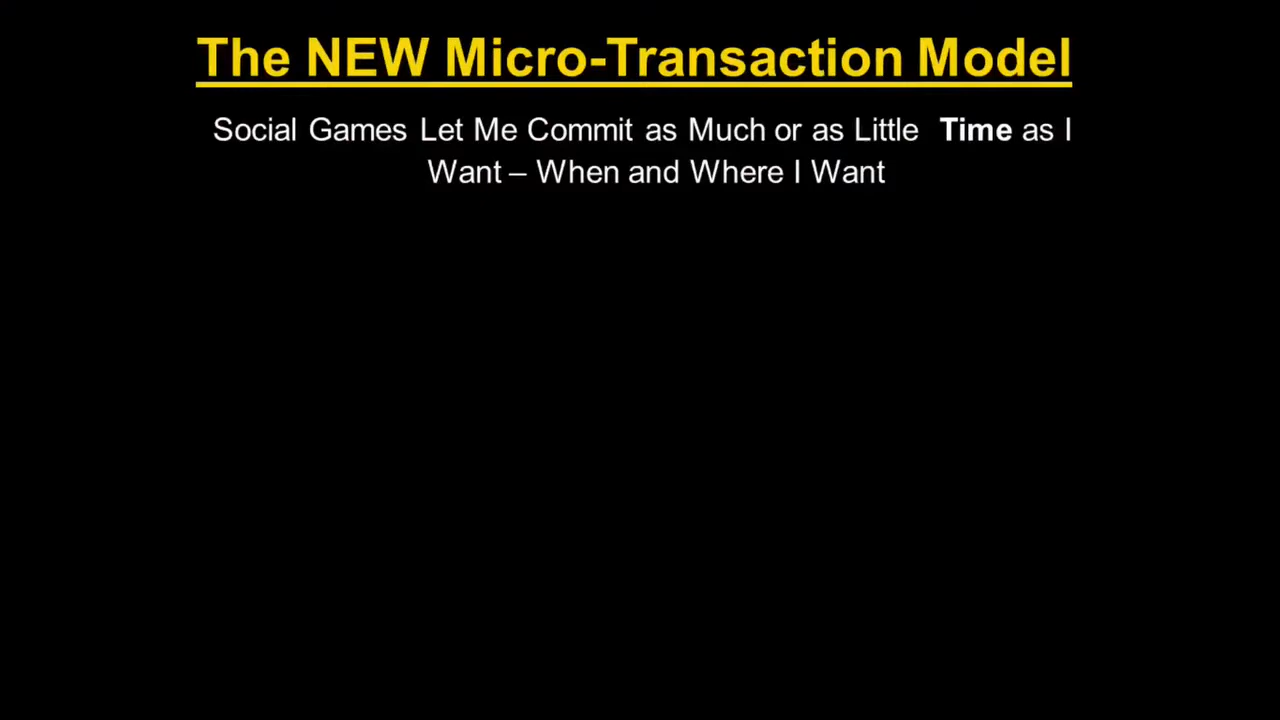 The NEW Micro-Transaction Model
Social Games Let Me Commit as Much or as Little Time as I
Want – When and Where I Want